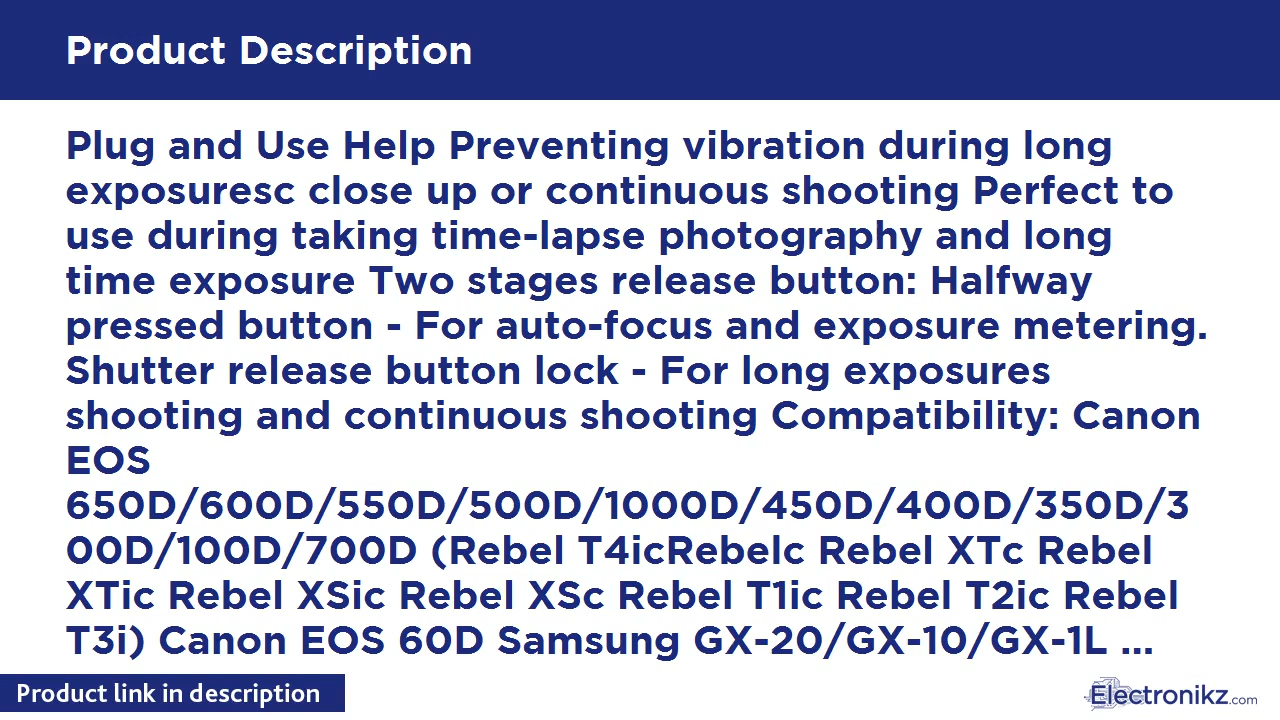 Product Description
Plug and Use Help Preventing vibration during long
exposuresc close up or continuous shooting Perfect to
use during taking time-lapse photography and long
time exposure Two stages release button: Halfway
pressed button - For auto-focus and exposure metering.
Shutter release button lock - For long exposures
shooting and continuous shooting Compatibility: Canon
EOS
650D/600D/550D/500D/1000D/450D/400D/350D/3
00D/100D/700D (Rebel T4icRebelc Rebel XTc Rebel
XTic Rebel XSic Rebel XSc Rebel T1ic Rebel T2ic Rebel
T3i) Canon EOS 60D Samsung GX-20/GX-10/GX-1L ...
Product link in description
Electronikz.com